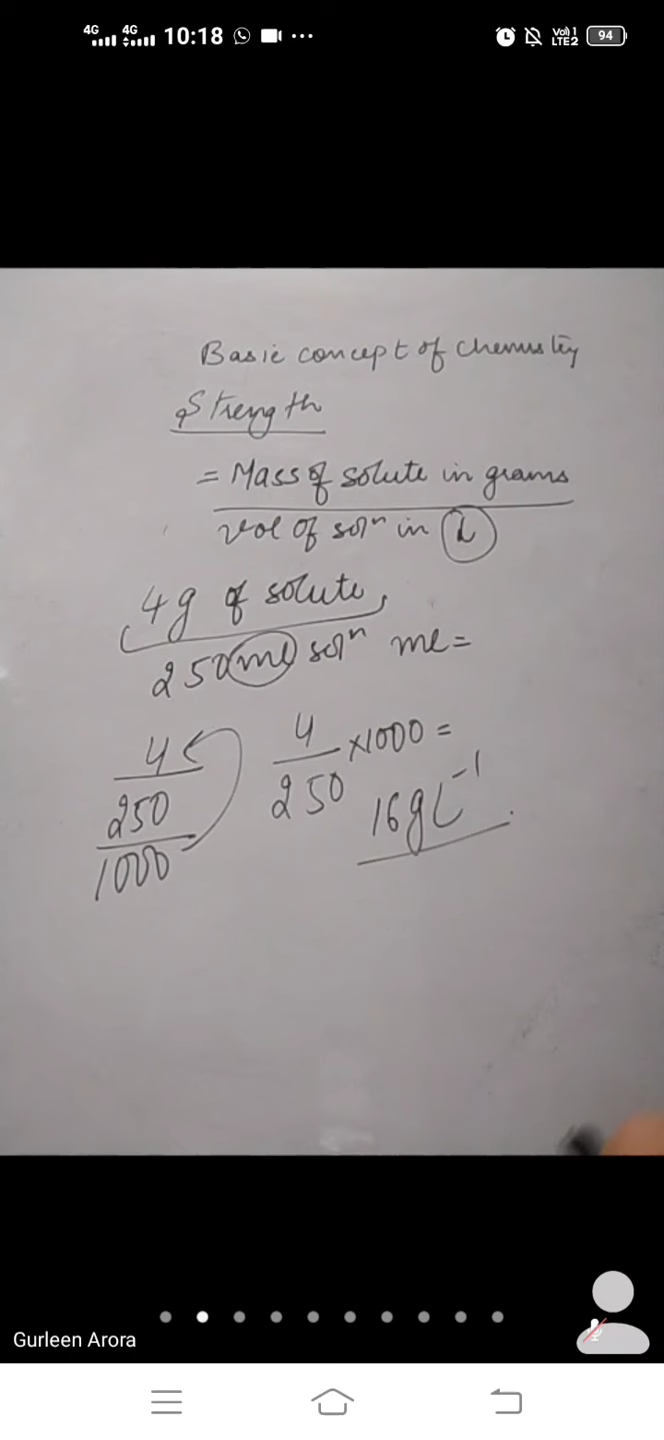 4G 4G 10:18 ... Vo) 1 LTE2 94
Basic concept of Chemistry
Strength
= Mass of solute in grams
vol of solⁿ in L
4g of solute,
250 ml solⁿ ml =
4
250
1000
4
250
×1000 =
16gL⁻¹.
Gurleen Arora